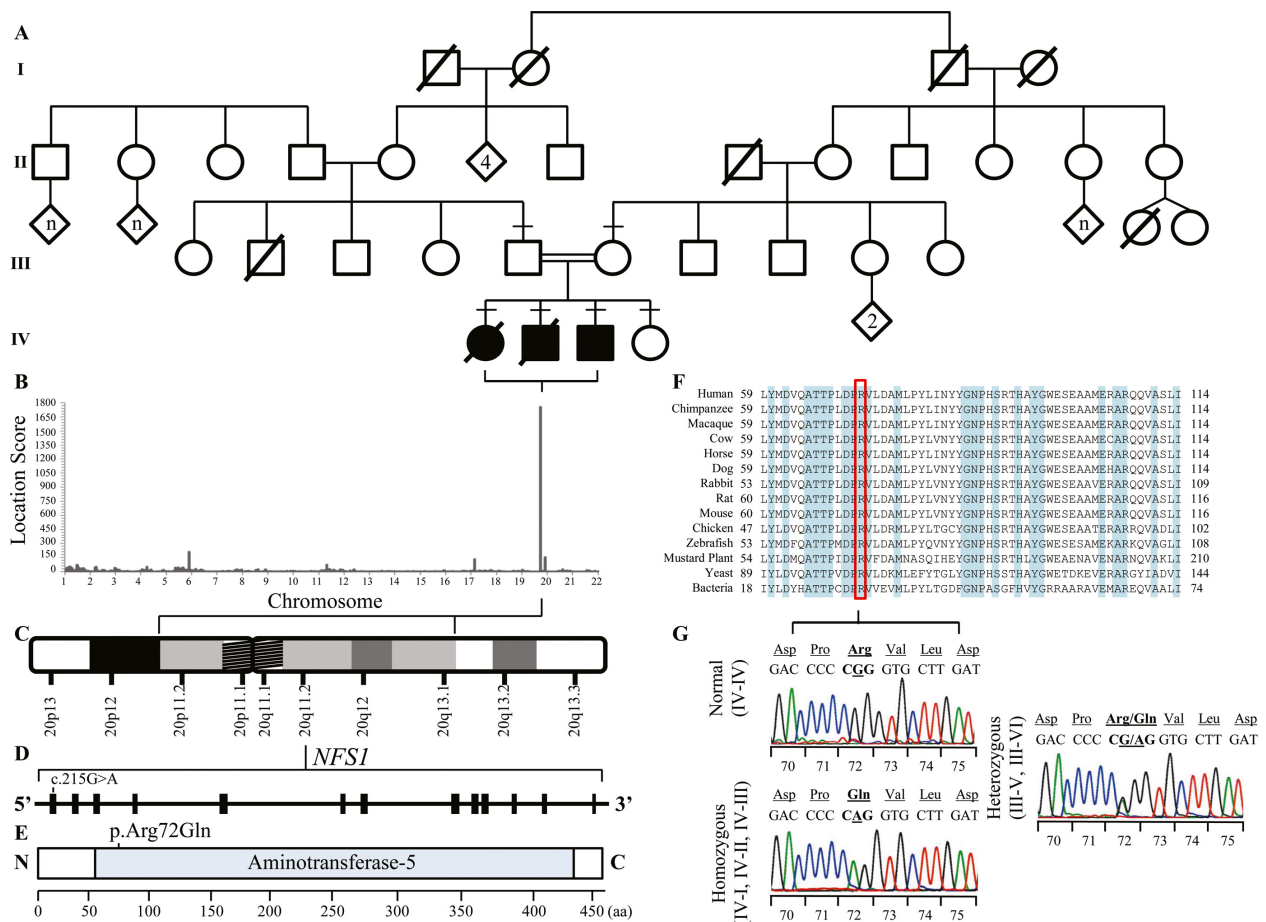 A
I
II
4
n
n
n
III
2
IV
B
Location Score
1800
1650
1500
1350
1200
1050
900
750
600
450
300
150
1 2 3 4 5 6 7 8 9 10 11 12 13 14 15 16 17 18 19 20 21 22
Chromosome
C
20p13 20p12 20p11.2 20p11.1 20q11.1 20q11.2 20q12 20q13.1 20q13.2 20q13.3
D
NFS1
c.215G>A
5’ 3’
E
p.Arg72Gln
N Aminotransferase-5 C
0 50 100 150 200 250 300 350 400 450 (aa)
F
Human 59 LYMDVQATTPLDPRVLDAMLPYLINYYGNPHSRTHAYGWESEAAMERARQQVASLI 114
Chimpanzee 59 LYMDVQATTPLDPRVLDAMLPYLINYYGNPHSRTHAYGWESEAAMERARQQVASLI 114
Macaque 59 LYMDVQATTPLDPRVLDAMLPYLINYYGNPHSRTHAYGWESEAAMERARQQVASLI 114
Cow 59 LYMDVQATTPLDPRVLDAMLPYLINYYGNPHSRTHAYGWESEAAMECARQQVASLI 114
Horse 59 LYMDVQATTPLDPRVLDAMLPYLVNYYGNPHSRTHAYGWESEAAMERARQQVASLI 114
Dog 59 LYMDVQATTPLDPRVLDAMLPYLVNYYGNPHSRTHAYGWESEAAMERARQQVASLI 114
Rabbit 53 LYMDVQATTPLDPRVLDAMLPYLVNYYGNPHSRTHAYGWESEAAVERARQQVASLI 109
Rat 60 LYMDVQATTPLDPRVLDAMLPYLVNYYGNPHSRTHAYGWESEAAMERARQQVASLI 116
Mouse 60 LYMDVQATTPLDPRVLDAMLPYLVNYYGNPHSRTHAYGWESEAAMERARQQVASLI 116
Chicken 47 LYLDVQATTPLDPRVLDRMLPYLTGCYGNPHSRTHAYGWESEAATERARLQVADLI 102
Zebrafish 53 LYMDFQATTPMDPRVLDAMLPYQVNYYGNPHSRTHAYGWESESAMEKARKQVAGLI 108
Mustard Plant 54 LYLDMQATTPIDPRVFDAMNASQIHEYGNPHSRTHLYGWEAENAVERARNQVAKLI 210
Yeast 89 IYLDVQATTPVDPRVLDKMLEFYTGLYGNPHSSTHAYGWETDKEVERARGYIADVI 144
Bacteria 18 IYLDYHATTPCDPRVVEVMLPYLTGDFGNPASGFHVYGRRAARAVEMAREQVAALI 74
G
Normal
(IV-IV)
Asp Pro Arg Val Leu Asp
GAC CCC CGG GTG CTT GAT
70 71 72 73 74 75
Heterozygous
(III-V, III-VI)
Asp Pro Arg/Gln Val Leu Asp
GAC CCC CG/AG GTG CTT GAT
70 71 72 73 74 75
Homozygous
(IV-I, IV-II, IV-III)
Asp Pro Gln Val Leu Asp
GAC CCC CAG GTG CTT GAT
70 71 72 73 74 75